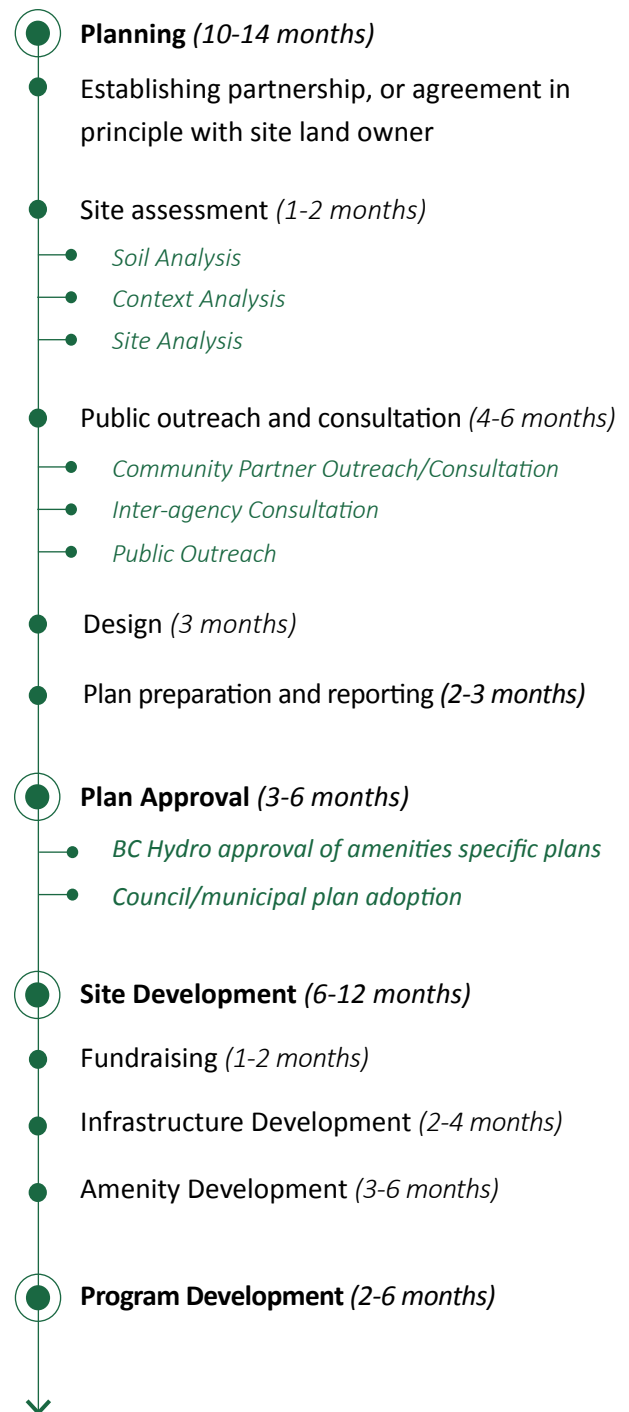 Planning (10-14 months)
Establishing partnership, or agreement in
principle with site land owner
Site assessment (1-2 months)
Soil Analysis
Context Analysis
Site Analysis
Public outreach and consultation (4-6 months)
Community Partner Outreach/Consultation
Inter-agency Consultation
Public Outreach
Design (3 months)
Plan preparation and reporting (2-3 months)
Plan Approval (3-6 months)
BC Hydro approval of amenities specific plans
Council/municipal plan adoption
Site Development (6-12 months)
Fundraising (1-2 months)
Infrastructure Development (2-4 months)
Amenity Development (3-6 months)
Program Development (2-6 months)